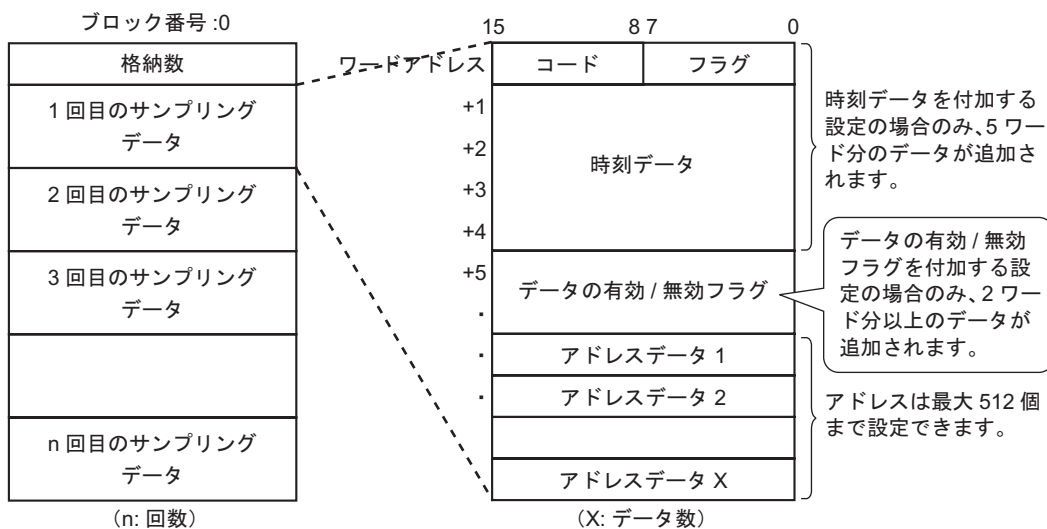 ブロック番号 :0
格納数
1 回目のサンプリング
データ
2 回目のサンプリング
データ
3 回目のサンプリング
データ
n 回目のサンプリング
データ
(n: 回数)
15 8 7 0
ワードアドレス
コード フラグ
+1
+2
+3
+4
時刻データ
+5
データの有効 / 無効フラグ
アドレスデータ 1
アドレスデータ 2
アドレスデータ X
(X: データ数)
時刻データを付加する
設定の場合のみ、5 ワー
ド分のデータが追加さ
れます。
データの有効 / 無効
フラグを付加する設
定の場合のみ、2 ワー
ド分以上のデータが
追加されます。
アドレスは最大 512 個
まで設定できます。